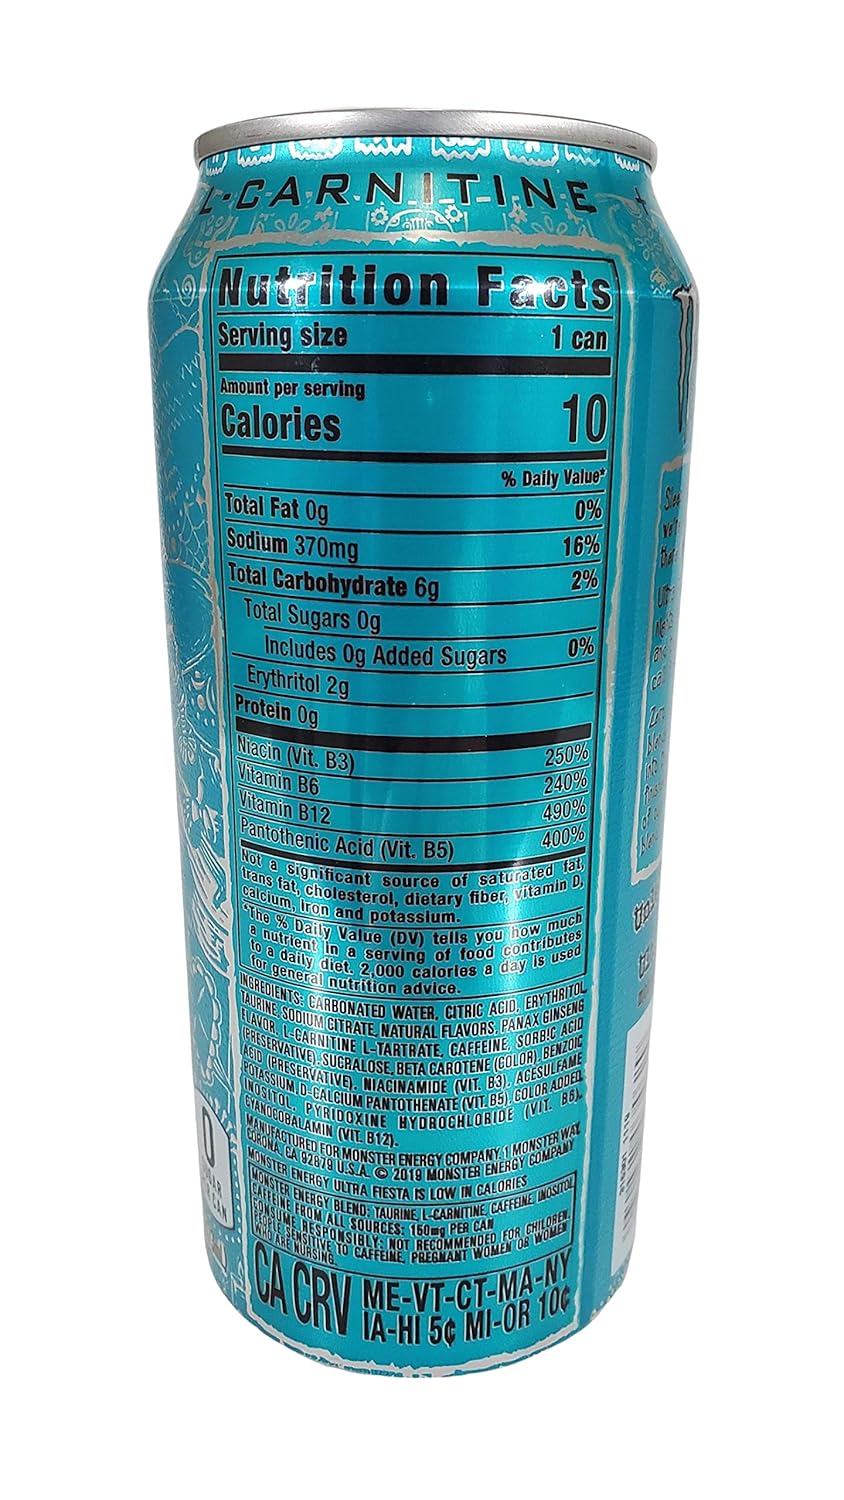 L-CARNITINE +
Nutrition Facts
Serving size 1 can
Amount per serving
Calories 10
% Daily Value*
Total Fat 0g 0%
Sodium 370mg 16%
Total Carbohydrate 6g 2%
Total Sugars 0g
Includes 0g Added Sugars 0%
Erythritol 2g
Protein 0g
Niacin (Vit. B3) 250%
Vitamin B6 240%
Vitamin B12 490%
Pantothenic Acid (Vit. B5) 400%
Not a significant source of saturated fat,
trans fat, cholesterol, dietary fiber, vitamin D,
calcium, iron and potassium.
*The % Daily Value (DV) tells you how much
a nutrient in a serving of food contributes
to a daily diet. 2,000 calories a day is used
for general nutrition advice.
INGREDIENTS: CARBONATED WATER, CITRIC ACID, ERYTHRITOL,
TAURINE, SODIUM CITRATE, NATURAL FLAVORS, PANAX GINSENG
FLAVOR, L-CARNITINE L-TARTRATE, CAFFEINE, SORBIC ACID
(PRESERVATIVE), SUCRALOSE, BETA CAROTENE (COLOR), BENZOIC
ACID (PRESERVATIVE), NIACINAMIDE (VIT. B3), ACESULFAME
POTASSIUM, D-CALCIUM PANTOTHENATE (VIT. B5), COLOR ADDED,
INOSITOL, PYRIDOXINE HYDROCHLORIDE (VIT. B6),
CYANOCOBALAMIN (VIT. B12).
MANUFACTURED FOR MONSTER ENERGY COMPANY, 1 MONSTER WAY,
CORONA, CA 92879 U.S.A. © 2019 MONSTER ENERGY COMPANY
MONSTER ENERGY ULTRA FIESTA IS LOW IN CALORIES
MONSTER ENERGY BLEND: TAURINE, L-CARNITINE, CAFFEINE, INOSITOL
CAFFEINE FROM ALL SOURCES: 160mg PER CAN
CONSUME RESPONSIBLY: NOT RECOMMENDED FOR CHILDREN,
PEOPLE SENSITIVE TO CAFFEINE, PREGNANT WOMEN OR WOMEN
WHO ARE NURSING.
CA CRV ME-VT-CT-MA-NY
IA-HI 5¢ MI-OR 10¢